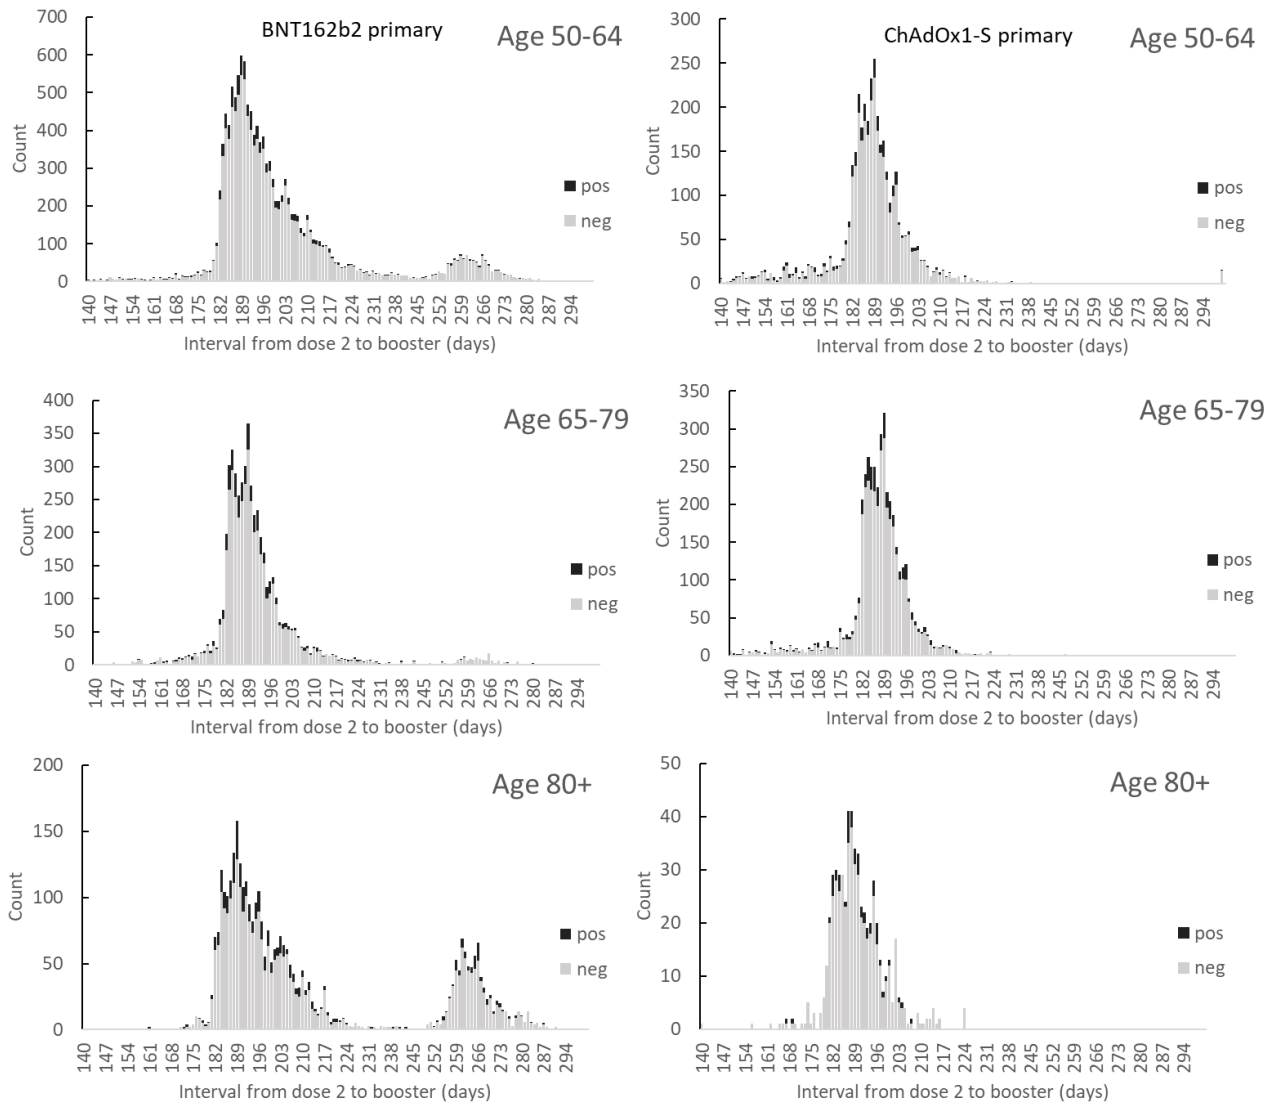 BNT162b2 primary
Age 50-64
700
600
500
400
300
200
100
0
Count
pos
neg
140 147 154 161 168 175 182 189 196 203 210 217 224 231 238 245 252 259 266 273 280 287 294
Interval from dose 2 to booster (days)
ChAdOx1-S primary
Age 50-64
300
250
200
150
100
50
0
Count
pos
neg
140 147 154 161 168 175 182 189 196 203 210 217 224 231 238 245 252 259 266 273 280 287 294
Interval from dose 2 to booster (days)
Age 65-79
400
350
300
250
200
150
100
50
0
Count
pos
neg
140 147 154 161 168 175 182 189 196 203 210 217 224 231 238 245 252 259 266 273 280 287 294
Interval from dose 2 to booster (days)
Age 65-79
350
300
250
200
150
100
50
0
Count
pos
neg
140 147 154 161 168 175 182 189 196 203 210 217 224 231 238 245 252 259 266 273 280 287 294
Interval from dose 2 to booster (days)
Age 80+
200
150
100
50
0
Count
pos
neg
140 147 154 161 168 175 182 189 196 203 210 217 224 231 238 245 252 259 266 273 280 287 294
Interval from dose 2 to booster (days)
Age 80+
50
40
30
20
10
0
Count
pos
neg
140 147 154 161 168 175 182 189 196 203 210 217 224 231 238 245 252 259 266 273 280 287 294
Interval from dose 2 to booster (days)